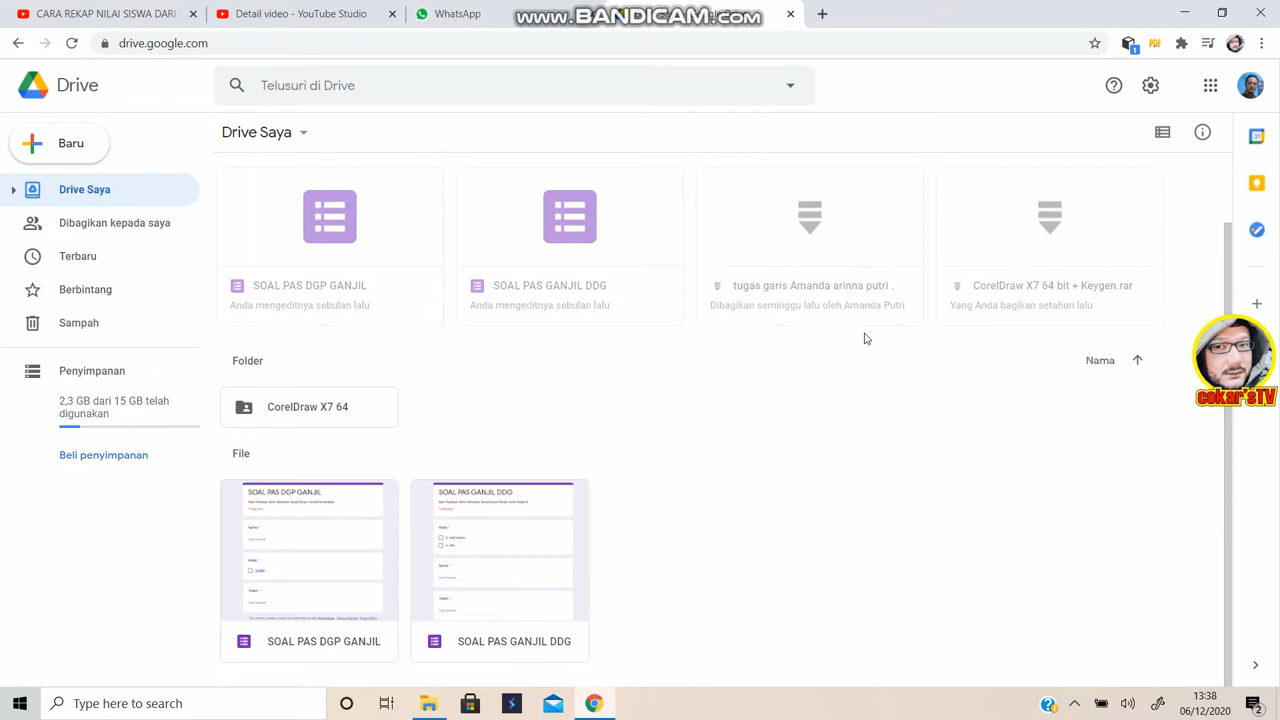 CARA REKAP NILAI SISWA DARI
Detail video - YouTube Studio
WhatsApp
WWW.BANDICAM.COM
drive.google.com
1
PDF
Drive
Telusuri di Drive
Baru
Drive Saya
31
Drive Saya
Dibagikan kepada saya
Terbaru
Berbintang
Sampah
Penyimpanan
2,3 GB dari 15 GB telah
digunakan
Beli penyimpanan
SOAL PAS DGP GANJIL
Anda mengeditnya sebulan lalu
SOAL PAS GANJIL DDG
Anda mengeditnya sebulan lalu
tugas garis Amanda arinna putri .
Dibagikan seminggu lalu oleh Amanda Putri
CorelDraw X7 64 bit + Keygen.rar
Yang Anda bagikan setahun lalu
Folder
Nama
cokar'sTV
CorelDraw X7 64
File
SOAL PAS DGP GANJIL
SOAL PAS GANJIL DDG
SOAL PAS DGP GANJIL
SOAL PAS GANJIL DDG
Type here to search
13:38
06/12/2020
2